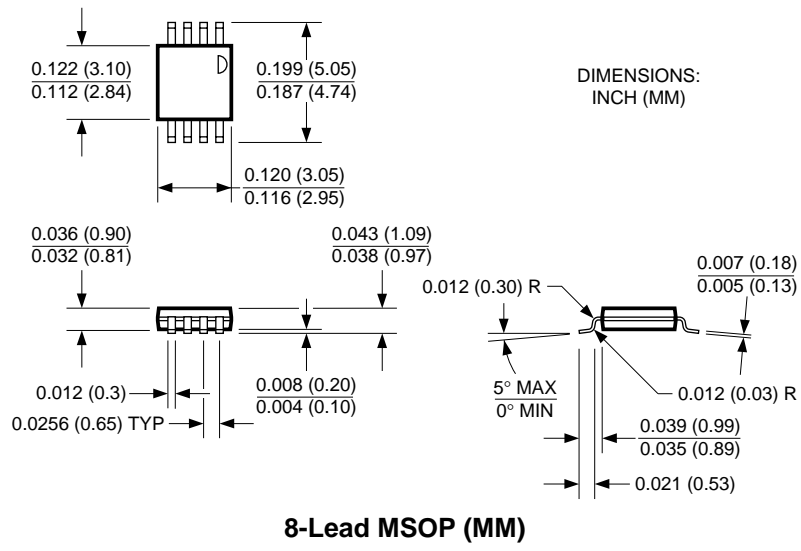 0.122 (3.10)
0.112 (2.84)
0.199 (5.05)
0.187 (4.74)
DIMENSIONS:
INCH (MM)
0.120 (3.05)
0.116 (2.95)
0.036 (0.90)
0.032 (0.81)
0.043 (1.09)
0.038 (0.97)
0.007 (0.18)
0.005 (0.13)
0.012 (0.30) R
0.012 (0.3)
0.008 (0.20)
0.004 (0.10)
5° MAX
0° MIN
0.012 (0.03) R
0.0256 (0.65) TYP
0.039 (0.99)
0.035 (0.89)
0.021 (0.53)
8-Lead MSOP (MM)